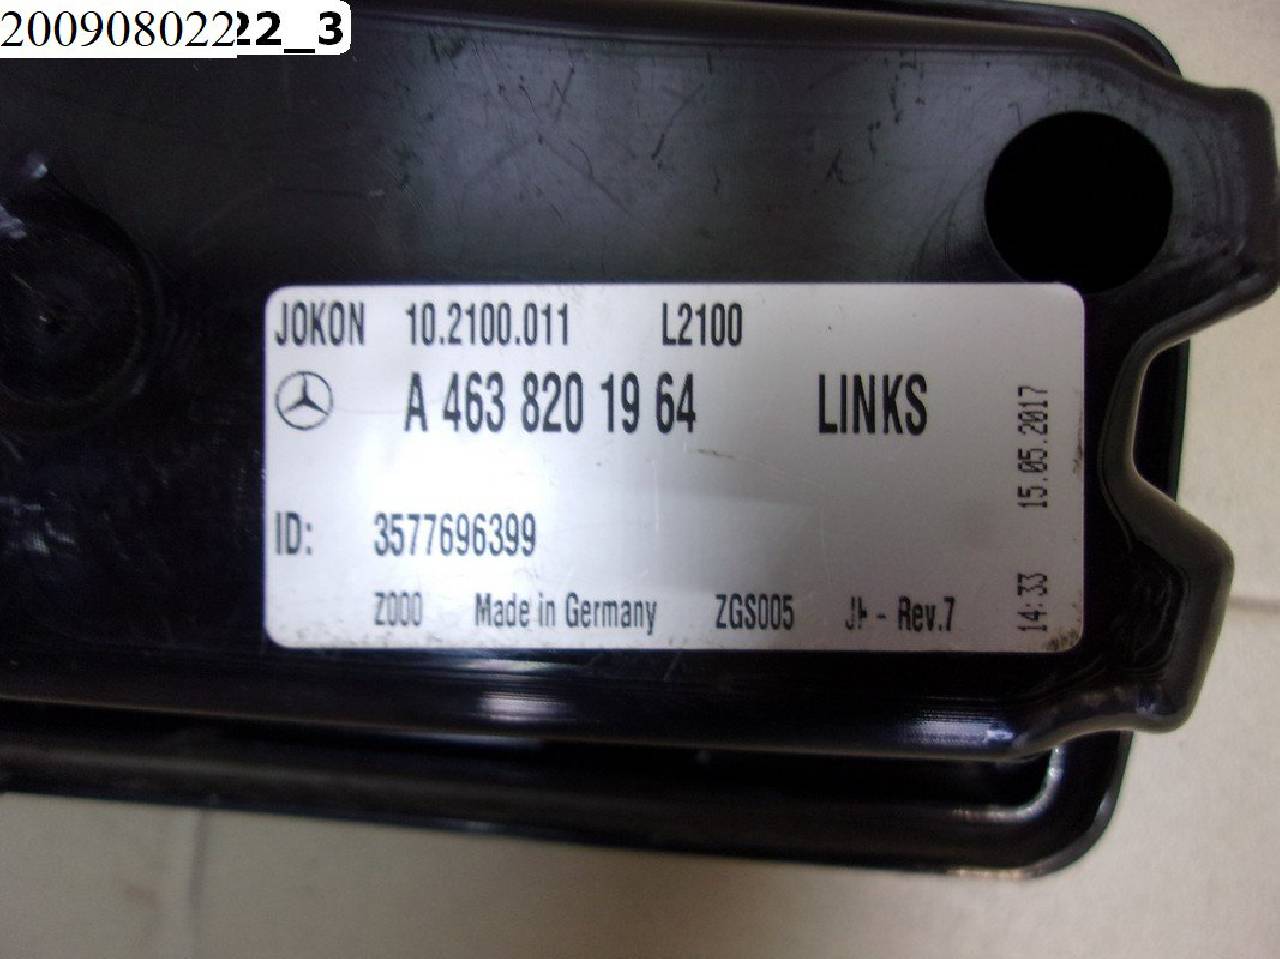 20090802222_3
JOKON 10.2100.011 L2100
A 463 820 19 64 LINKS
ID: 3577696399
Z000 Made in Germany ZGS005 - Rev.7
14:33 15.05.2017